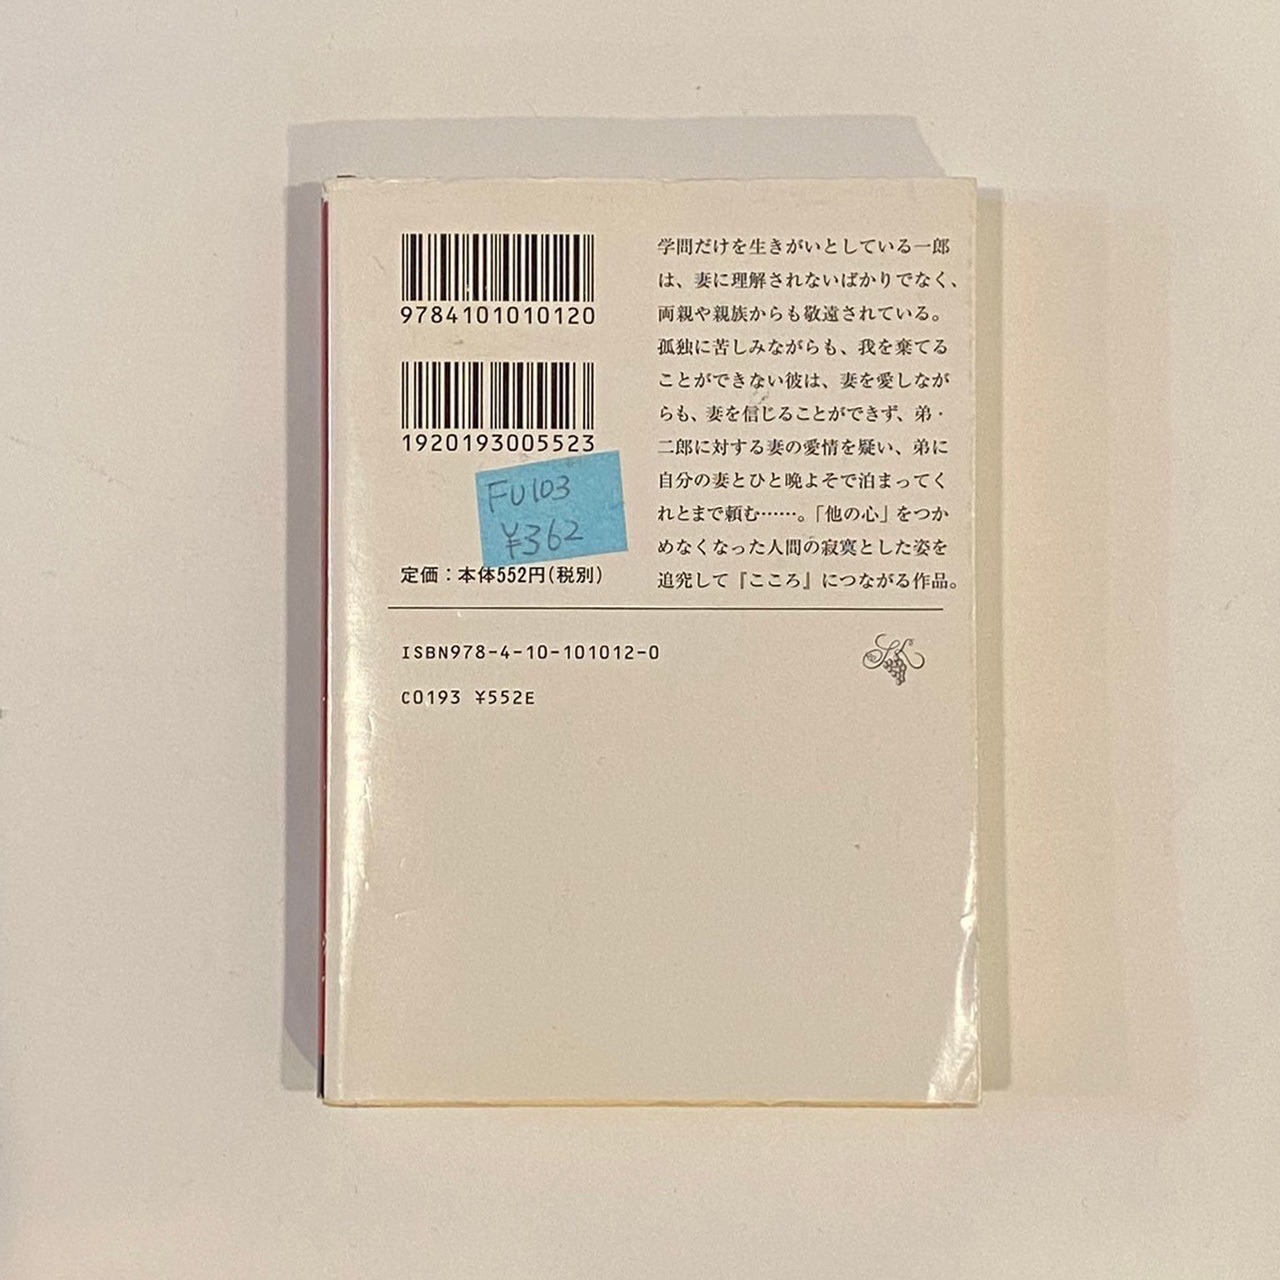 9784101010120
1920193005523
FU103
¥362
定価：本体552円(税別)
学問だけを生きがいとしている一郎
は、妻に理解されないばかりでなく、
両親や親族からも敬遠されている。
孤独に苦しみながらも、我を棄てる
ことができない彼は、妻を愛しなが
らも、妻を信じることができず、弟・
二郎に対する妻の愛情を疑い、弟に
自分の妻とひと晩よそで泊まってく
れとまで頼む……。「他の心」をつか
めなくなった人間の寂寞とした姿を
追究して『こころ』につながる作品。
ISBN978-4-10-101012-0
C0193 ¥552E